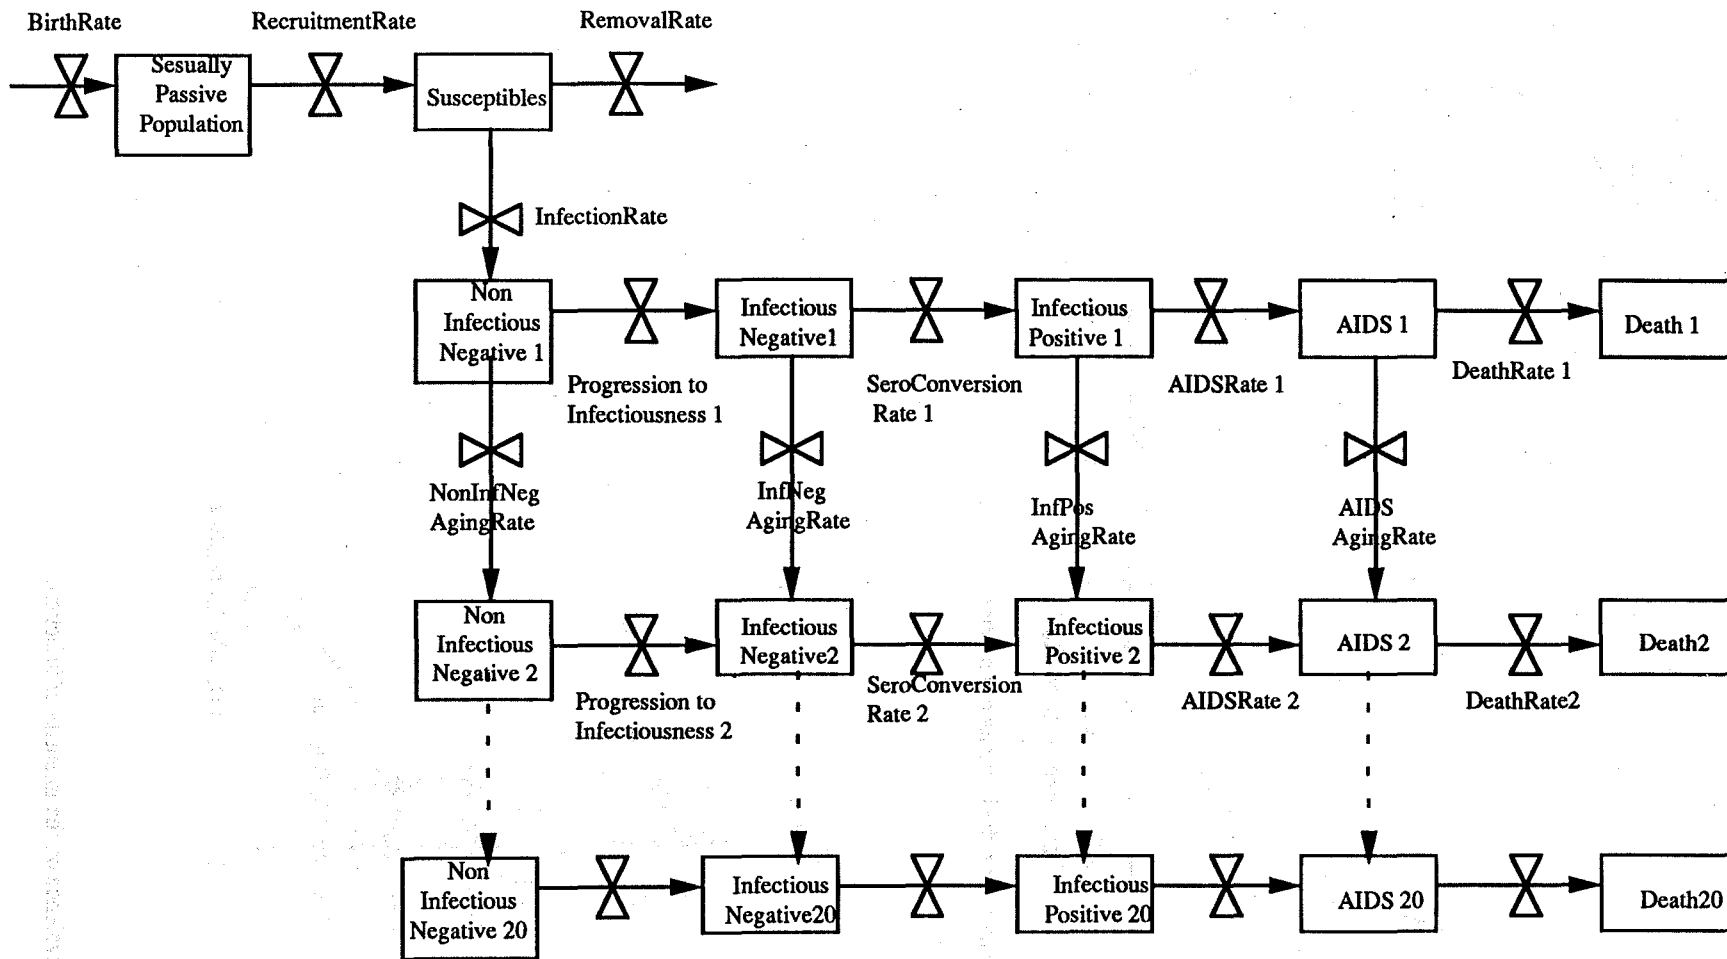 BirthRate
RecruitmentRate
RemovalRate
Sesually
Passive
Population
Susceptibles
InfectionRate
Non
Infectious
Negative 1
Infectious
Negative1
Infectious
Positive 1
AIDS 1
Death 1
Progression to
Infectiousness 1
SeroConversion
Rate 1
AIDSRate 1
DeathRate 1
NonInfNeg
AgingRate
InfNeg
AgingRate
InfPos
AgingRate
AIDS
AgingRate
Non
Infectious
Negative 2
Infectious
Negative2
Infectious
Positive 2
AIDS 2
Death2
Progression to
Infectiousness 2
SeroConversion
Rate 2
AIDSRate 2
DeathRate2
Non
Infectious
Negative 20
Infectious
Negative20
Infectious
Positive 20
AIDS 20
Death20